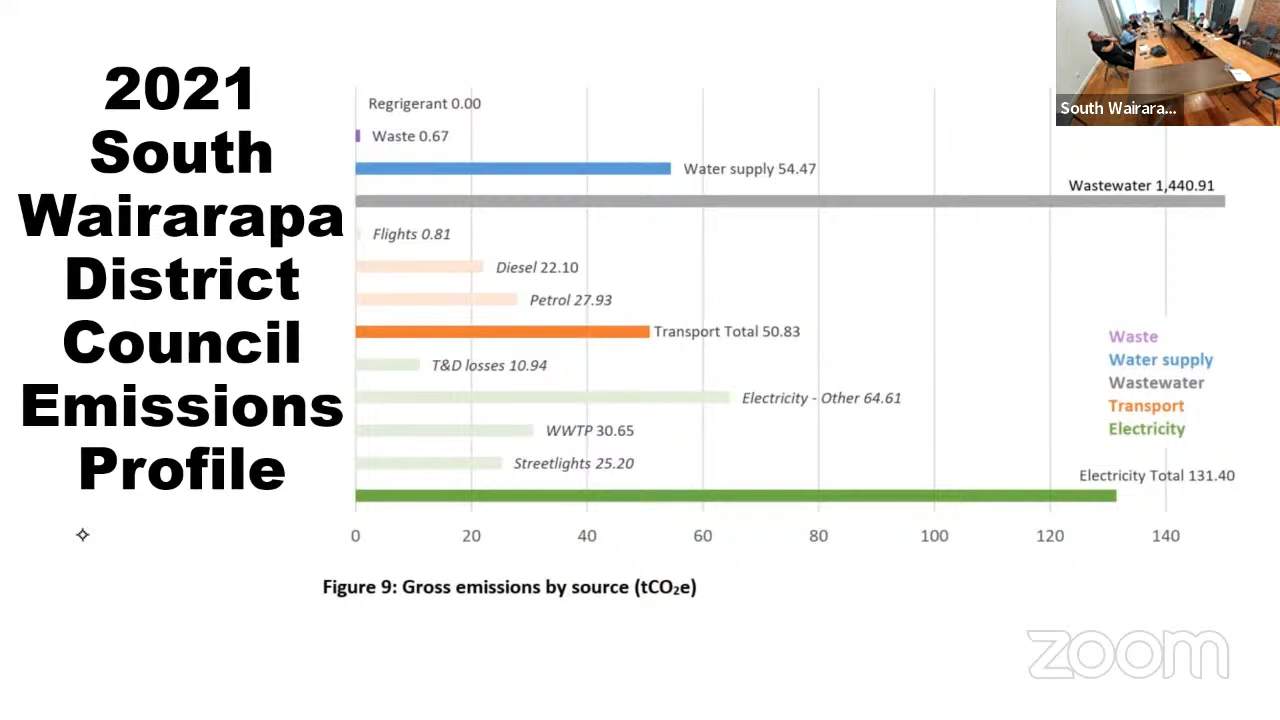 2021
South
Wairarapa
District
Council
Emissions
Profile
South Wairara...
Regrigerant 0.00
Waste 0.67
Water supply 54.47
Wastewater 1,440.91
Flights 0.81
Diesel 22.10
Petrol 27.93
Transport Total 50.83
T&D losses 10.94
Electricity - Other 64.61
WWTP 30.65
Streetlights 25.20
Electricity Total 131.40
Waste
Water supply
Wastewater
Transport
Electricity
0 20 40 60 80 100 120 140
Figure 9: Gross emissions by source (tCO₂e)
zoom